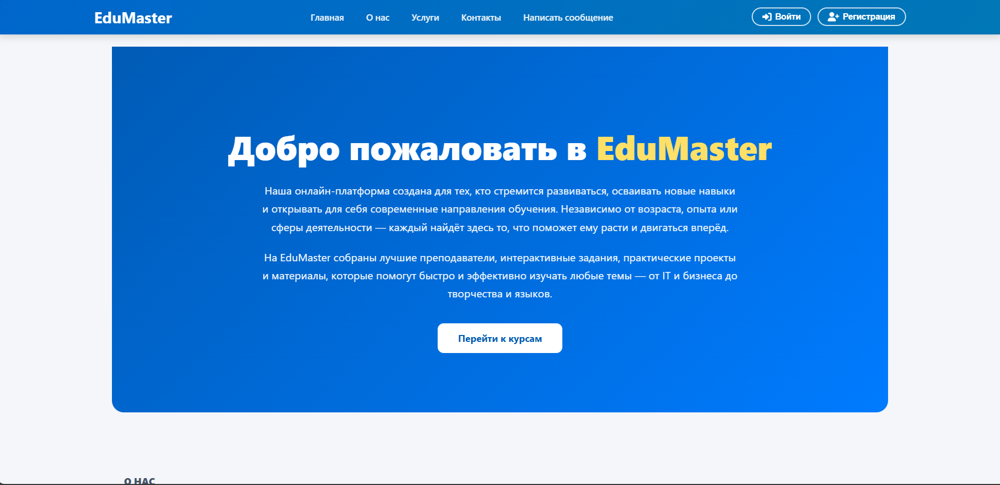 EduMaster
Главная
О нас
Услуги
Контакты
Написать сообщение
Войти
Регистрация
Добро пожаловать в EduMaster
Наша онлайн-платформа создана для тех, кто стремится развиваться, осваивать новые навыки
и открывать для себя современные направления обучения. Независимо от возраста, опыта или
сферы деятельности — каждый найдёт здесь то, что поможет ему расти и двигаться вперёд.
На EduMaster собраны лучшие преподаватели, интерактивные задания, практические проекты
и материалы, которые помогут быстро и эффективно изучать любые темы — от IT и бизнеса до
творчества и языков.
Перейти к курсам
О НАС